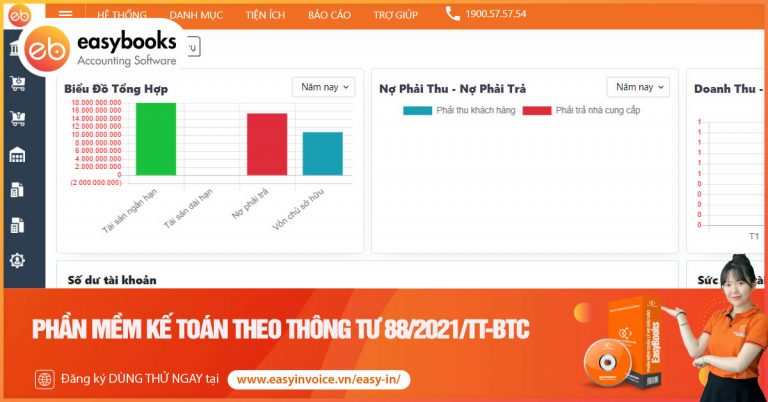 eb
HỆ THỐNG DANH MỤC TIỆN ÍCH BÁO CÁO TRỢ GIÚP 1900.57.57.54
eb easybooks
Accounting Software
Biểu Đồ Tổng Hợp
Năm nay
18.000.000.000
16.000.000.000
14.000.000.000
12.000.000.000
10.000.000.000
8.000.000.000
6.000.000.000
4.000.000.000
2.000.000.000
0
(2.000.000.000)
Tài sản ngắn hạn
Tài sản dài hạn
Nợ phải trả
Vốn chủ sở hữu
Nợ Phải Thu - Nợ Phải Trả
Năm nay
Phải thu khách hàng Phải trả nhà cung cấp
Doanh Thu -
1
1
1
1
1
0
0
0
0
T1
Số dư tài khoản
Sức
PHẦN MỀM KẾ TOÁN THEO THÔNG TƯ 88/2021/TT-BTC
Đăng ký DÙNG THỬ NGAY tại www.easyinvoice.vn/easy-in/
EasyBooks